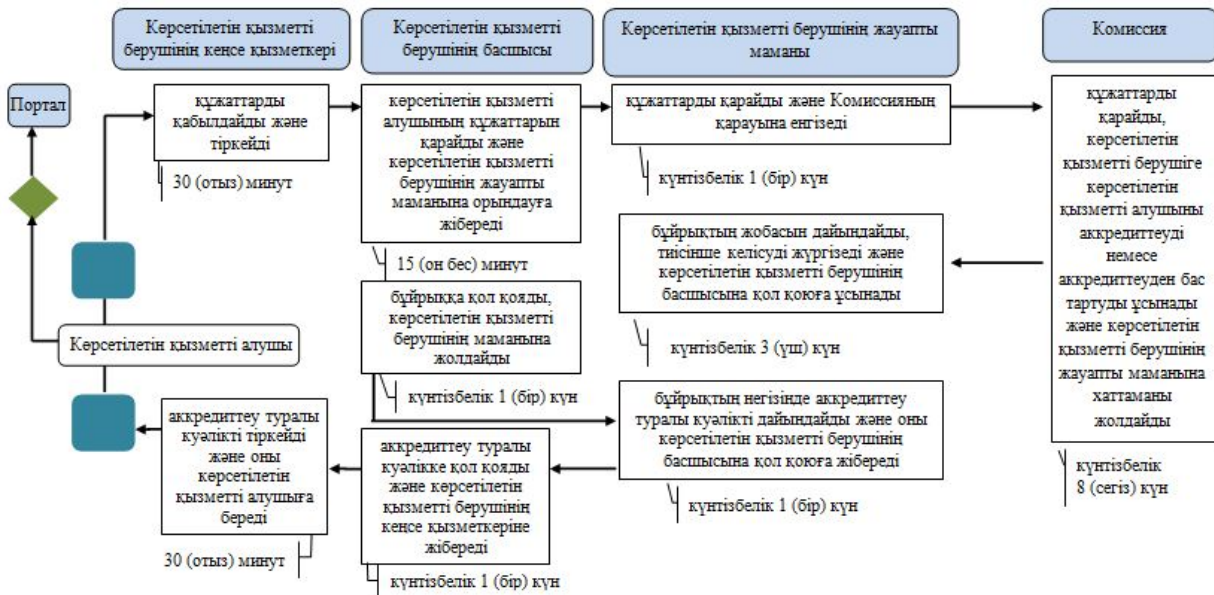 Көрсетілетін қызметті
берушінің кеңсе қызметкері
Көрсетілетін қызметті
берушінің басшысы
Көрсетілетін қызметті берушінің жауапты
маманы
Комиссия
Портал
құжаттарды
қабылдайды және
тіркейді
30 (отыз) минут
көрсетілетін қызметті
алушының құжаттарын
қарайды және
көрсетілетін қызметті
берушінің жауапты
маманына орындауға
жібереді
15 (он бес) минут
құжаттарды қарайды және Комиссияның
қарауына енгізеді
күнтізбелік 1 (бір) күн
құжаттарды
қарайды,
көрсетілетін
қызметті берушіге
көрсетілетін
қызметті алушыны
аккредиттеуді
немесе
аккредиттеуден бас
тартуды ұсынады
және көрсетілетін
қызметті берушінің
жауапты маманына
хаттаманы
жолдайды
күнтізбелік
8 (сегіз) күн
бұйрықтың жобасын дайындайды,
тиісінше келісуді жүргізеді және
көрсетілетін қызметті берушінің
басшысына қол қоюға ұсынады
күнтізбелік 3 (үш) күн
бұйрыққа қол қояды,
көрсетілетін қызметті
берушінің маманына
жолдайды
күнтізбелік 1 (бір) күн
Көрсетілетін қызметті алушы
бұйрықтың негізінде аккредиттеу
туралы куәлікті дайындайды және оны
көрсетілетін қызметті берушінің
басшысына қол қоюға жібереді
күнтізбелік 1 (бір) күн
аккредиттеу туралы
куәлікке қол қояды
және көрсетілетін
қызметті берушінің
кеңсе қызметкеріне
жібереді
күнтізбелік 1 (бір) күн
аккредиттеу туралы
куәлікті тіркейді
және оны
көрсетілетін
қызметті алушыға
береді
30 (отыз) минут